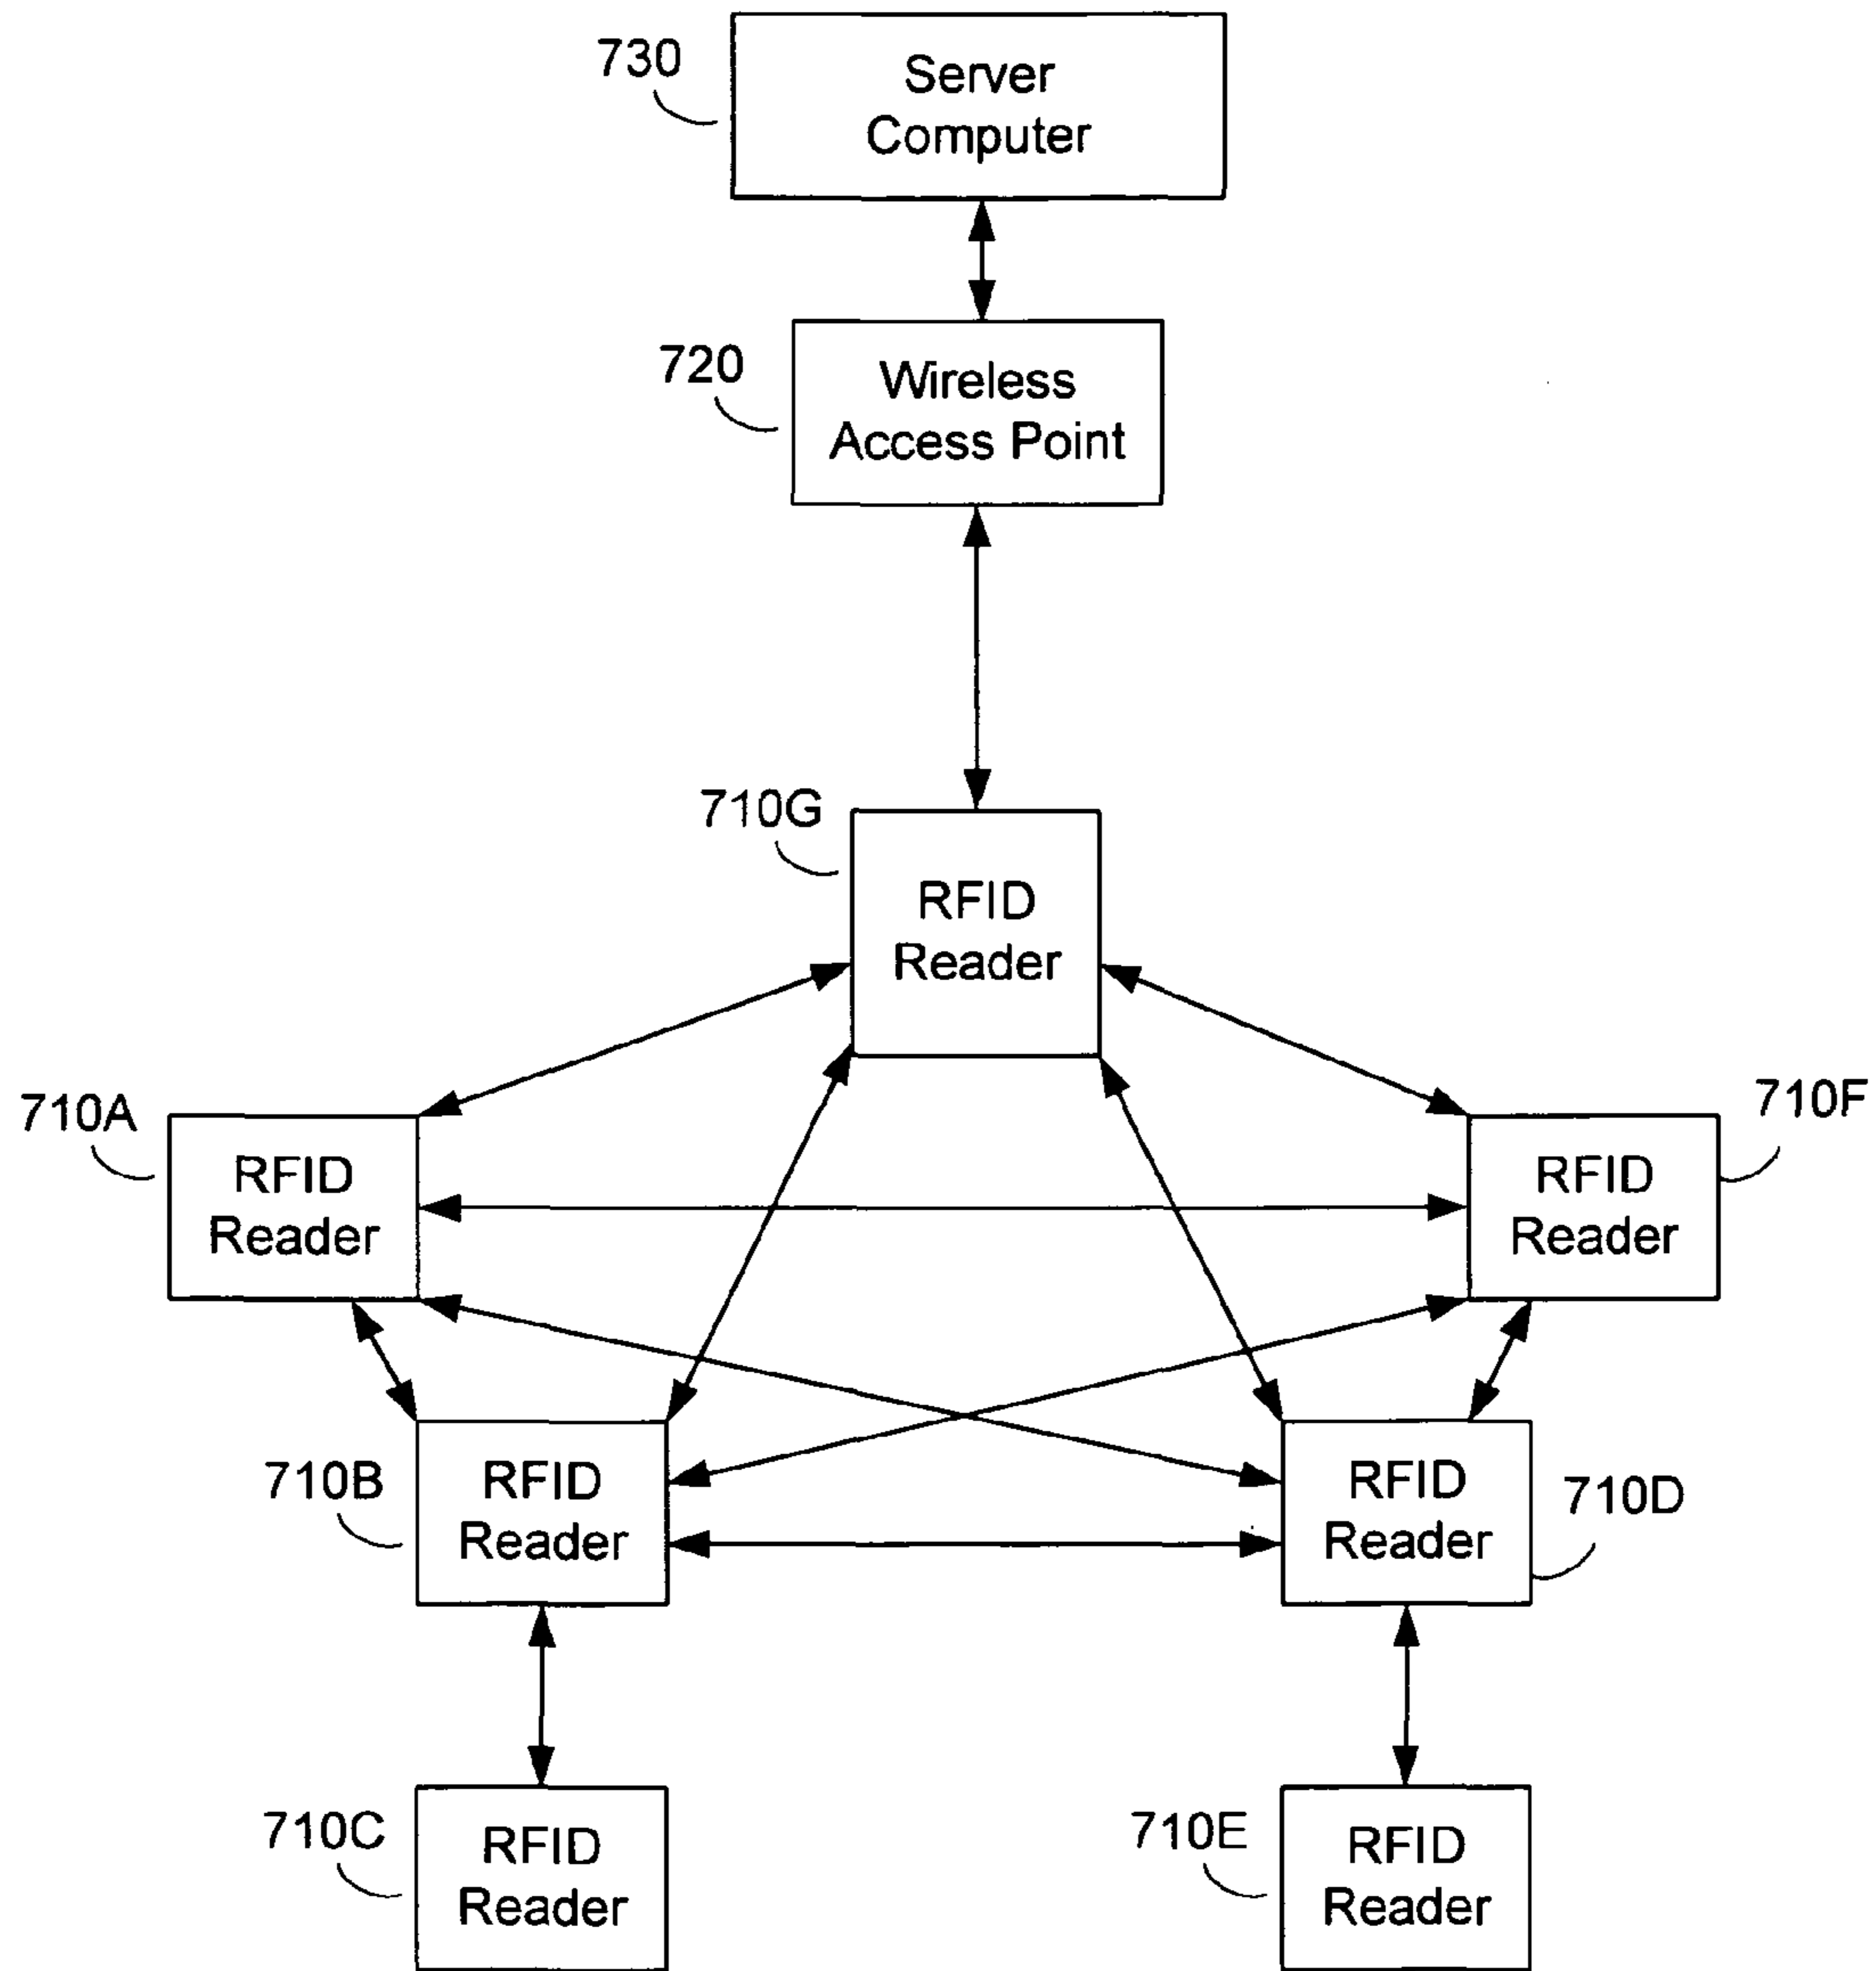 730
Server
Computer
720
Wireless
Access Point
710G
RFID
Reader
710A
RFID
Reader
710F
RFID
Reader
710B
RFID
Reader
710D
RFID
Reader
710C
RFID
Reader
710E
RFID
Reader